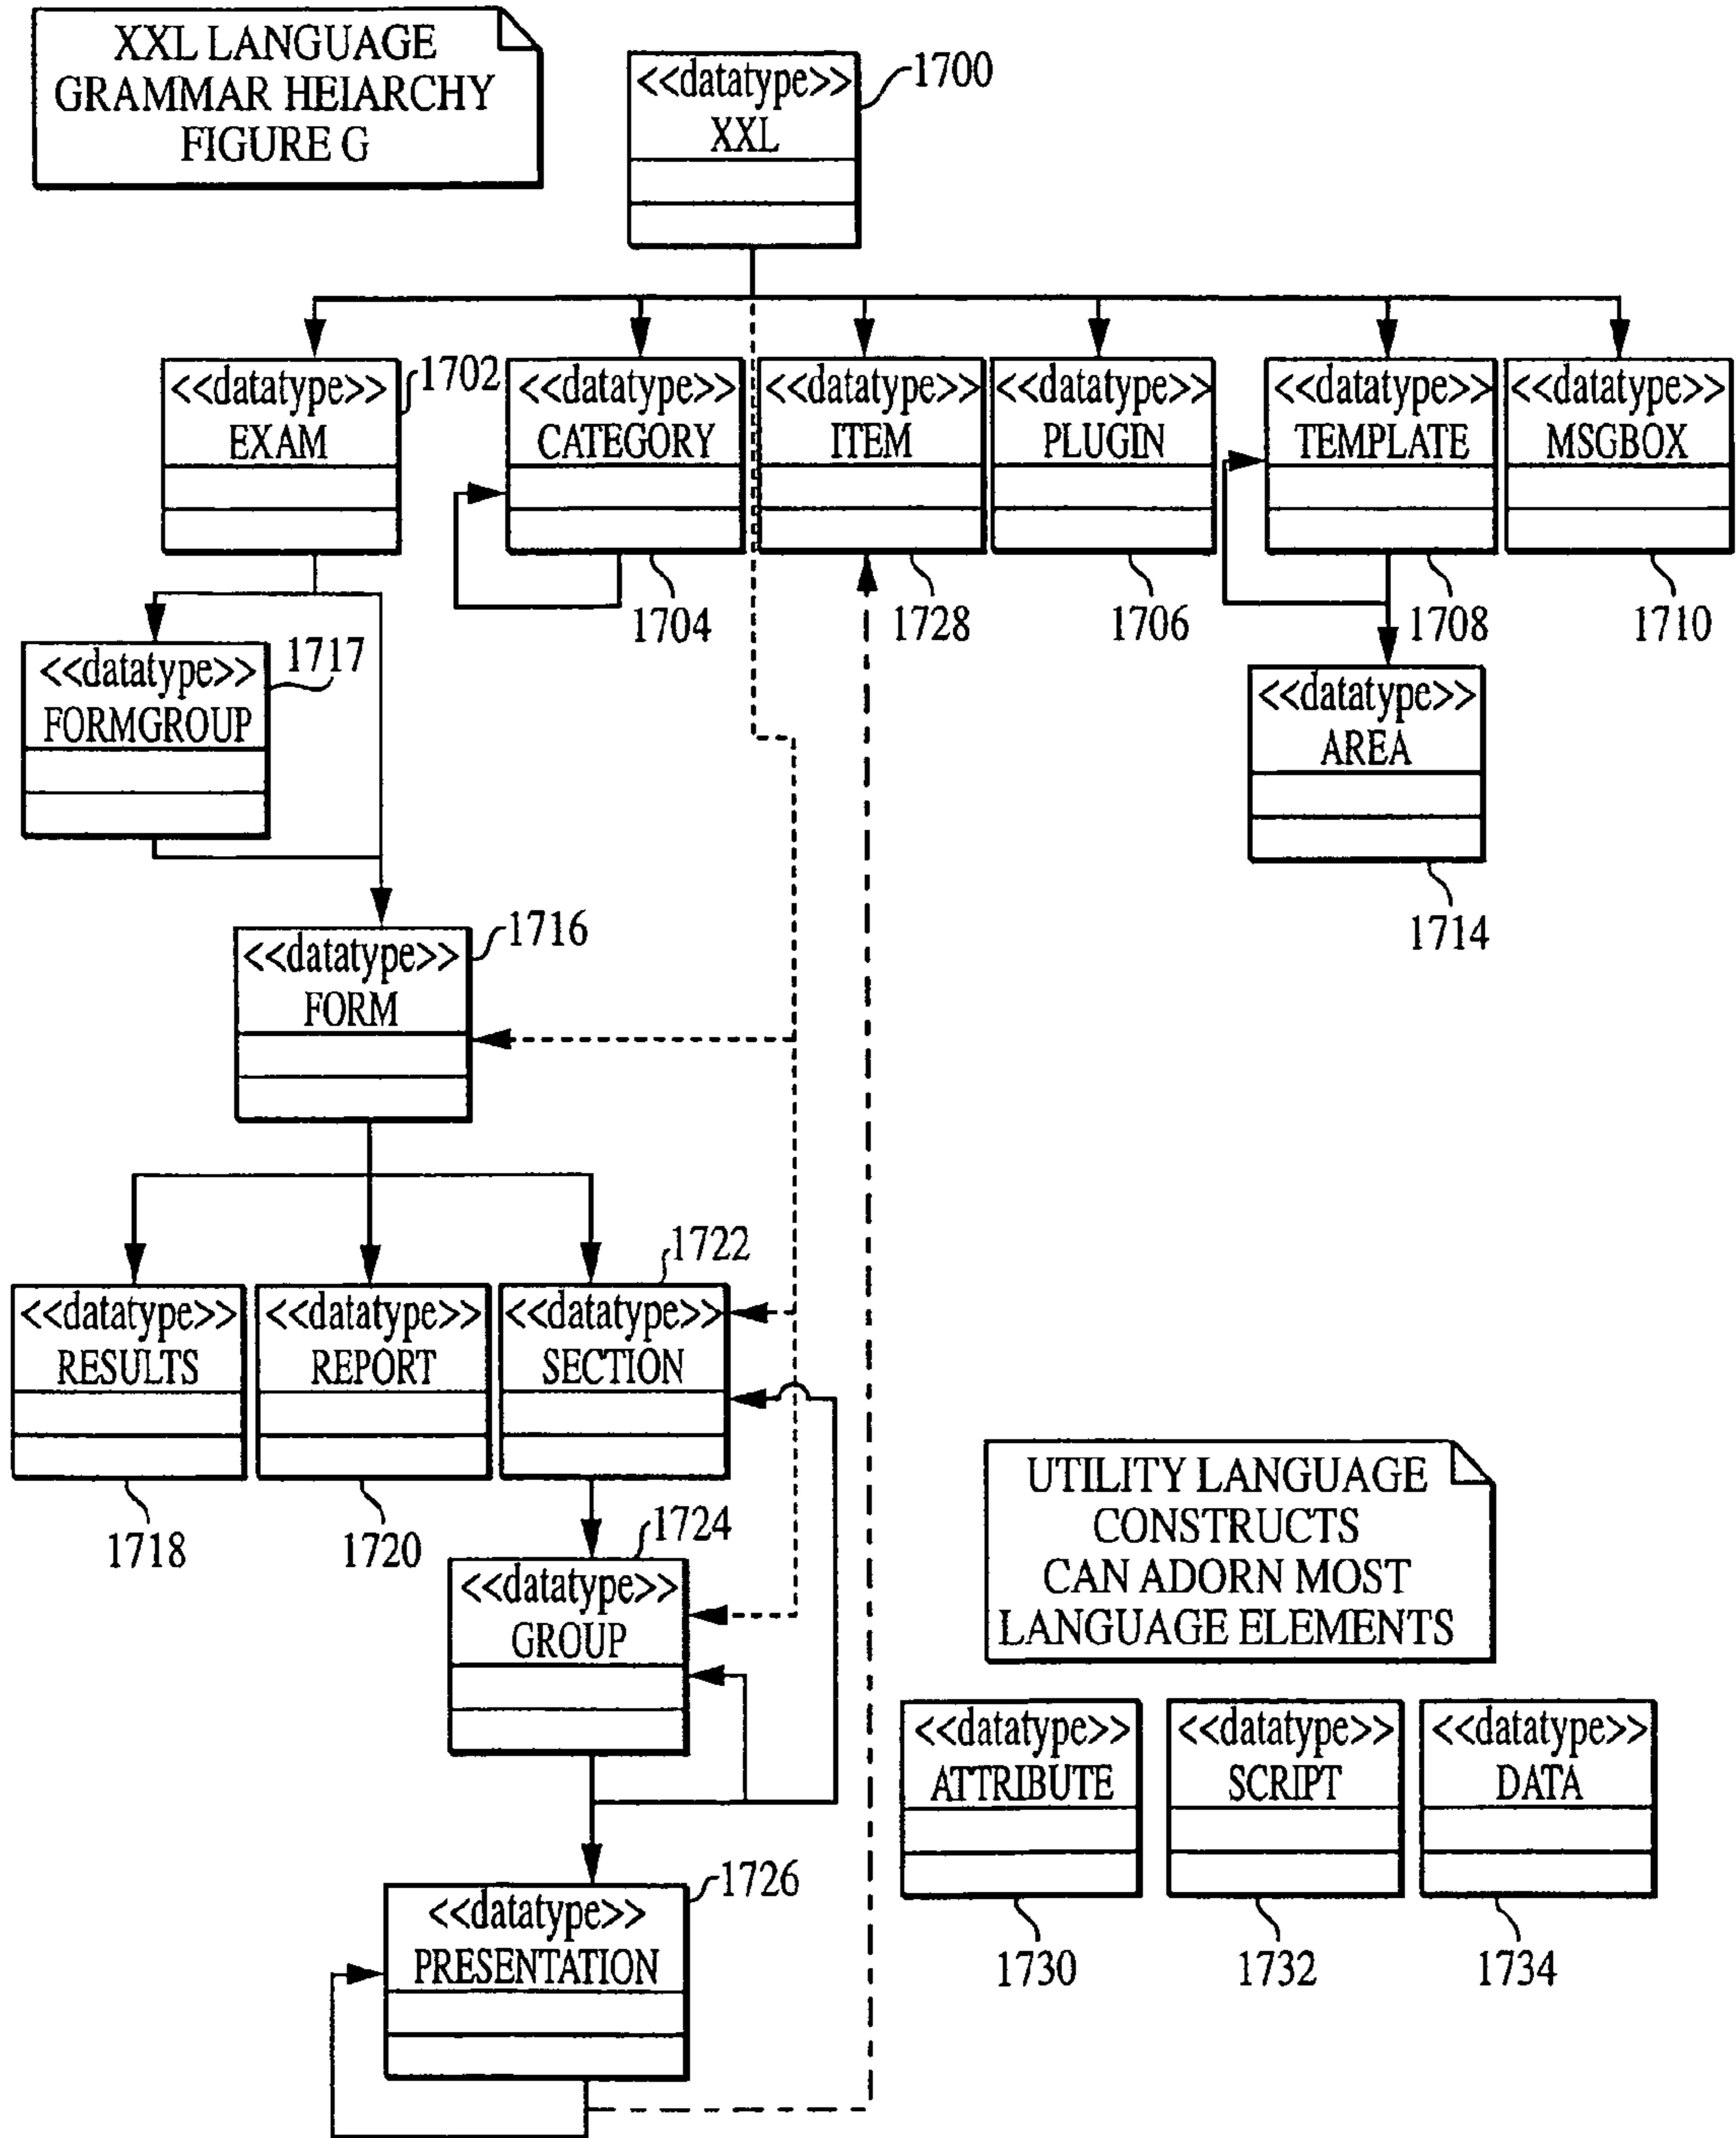 XXL LANGUAGE
GRAMMAR HEIARCHY
FIGURE G
<<datatype>>
XXL
1700
<<datatype>>
EXAM
1702
<<datatype>>
CATEGORY
1704
<<datatype>>
ITEM
1728
<<datatype>>
PLUGIN
1706
<<datatype>>
TEMPLATE
1708
<<datatype>>
MSGBOX
1710
<<datatype>>
FORMGROUP
1717
<<datatype>>
AREA
1714
<<datatype>>
FORM
1716
<<datatype>>
RESULTS
1718
<<datatype>>
REPORT
1720
<<datatype>>
SECTION
1722
<<datatype>>
GROUP
1724
<<datatype>>
PRESENTATION
1726
UTILITY LANGUAGE
CONSTRUCTS
CAN ADORN MOST
LANGUAGE ELEMENTS
<<datatype>>
ATTRIBUTE
1730
<<datatype>>
SCRIPT
1732
<<datatype>>
DATA
1734